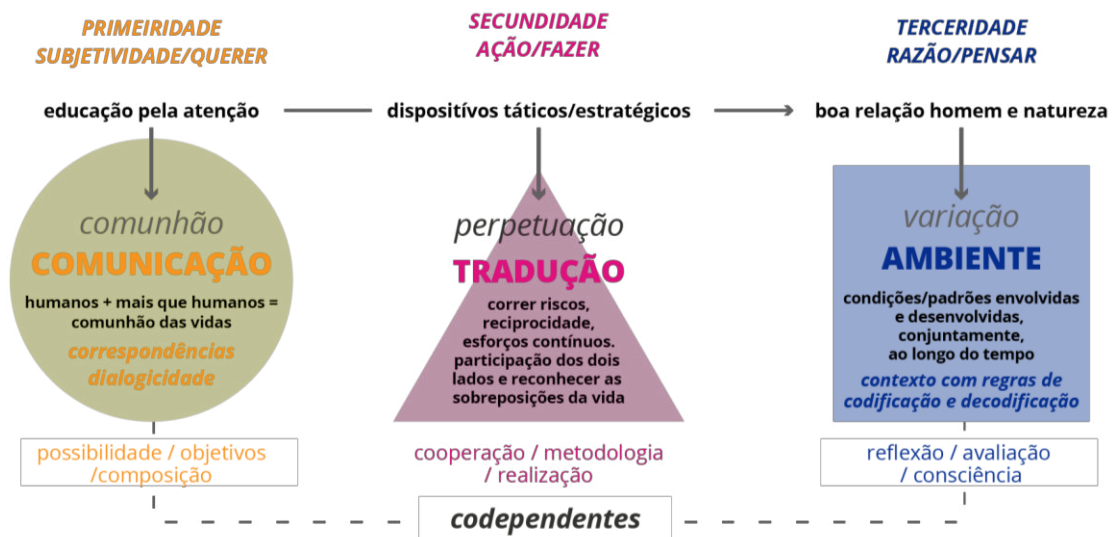 PRIMEIRIDADE
SUBJETIVIDADE/QUERER
SECUNDIDADE
AÇÃO/FAZER
TERCERIDADE
RAZÃO/PENSAR
educação pela atenção
dispositívos táticos/estratégicos
boa relação homem e natureza
comunhão
COMUNICAÇÃO
humanos + mais que humanos =
comunhão das vidas
correspondências
dialogicidade
possibilidade / objetivos
/composição
perpetuação
TRADUÇÃO
correr riscos,
reciprocidade,
esforços contínuos.
participação dos dois
lados e reconhecer as
sobreposições da vida
cooperação / metodologia
/ realização
variação
AMBIENTE
condições/padrões envolvidas
e desenvolvidas,
conjuntamente,
ao longo do tempo
contexto com regras de
codificação e decodificação
reflexão / avaliação
/ consciência
codependentes